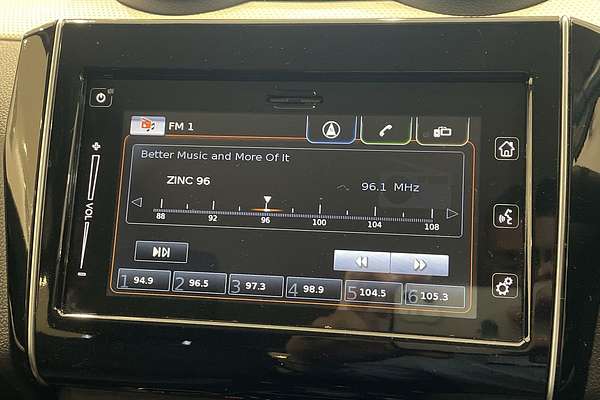 FM 1
Better Music and More Of It
ZINC 96
96.1 MHz
88 92 96 100 104 108
VOL
1 94.9 2 96.5 3 97.3 4 98.9 5 104.5 6 105.3